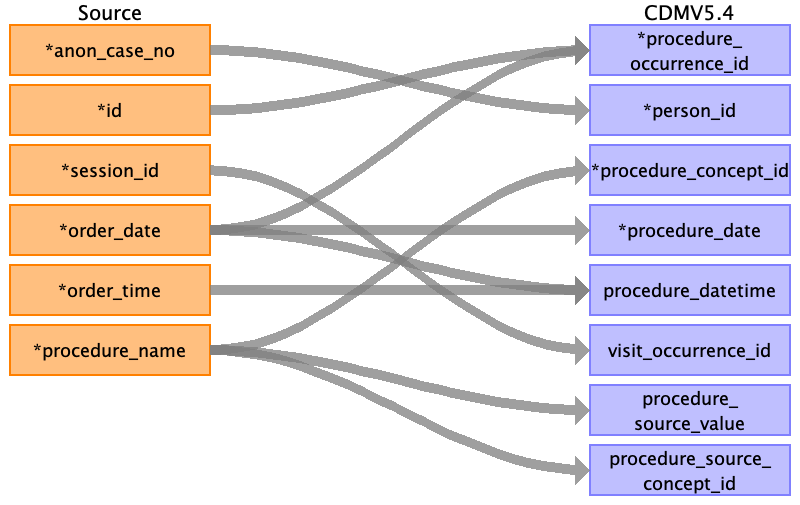 Source
CDMV5.4
*anon_case_no
*procedure_
occurrence_id
*id
*person_id
*session_id
*procedure_concept_id
*order_date
*procedure_date
*order_time
procedure_datetime
*procedure_name
visit_occurrence_id
procedure_
source_value
procedure_source_
concept_id